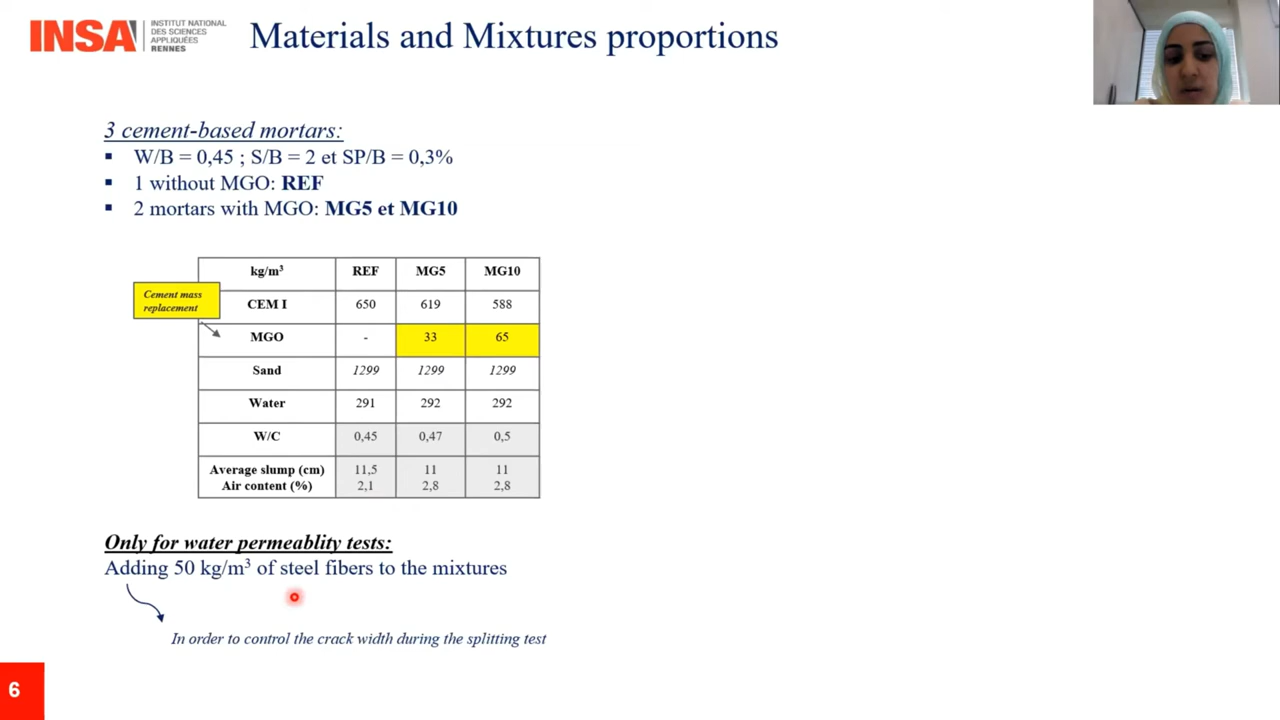 INSA INSTITUT NATIONAL
DES SCIENCES
APPLIQUÉES
RENNES
Materials and Mixtures proportions
3 cement-based mortars:
▪ W/B = 0,45 ; S/B = 2 et SP/B = 0,3%
▪ 1 without MGO: REF
▪ 2 mortars with MGO: MG5 et MG10
Cement mass
replacement
kg/m³ REF MG5 MG10
CEM I 650 619 588
MGO - 33 65
Sand 1299 1299 1299
Water 291 292 292
W/C 0,45 0,47 0,5
Average slump (cm) 11,5 11 11
Air content (%) 2,1 2,8 2,8
Only for water permeablity tests:
Adding 50 kg/m³ of steel fibers to the mixtures
In order to control the crack width during the splitting test
6